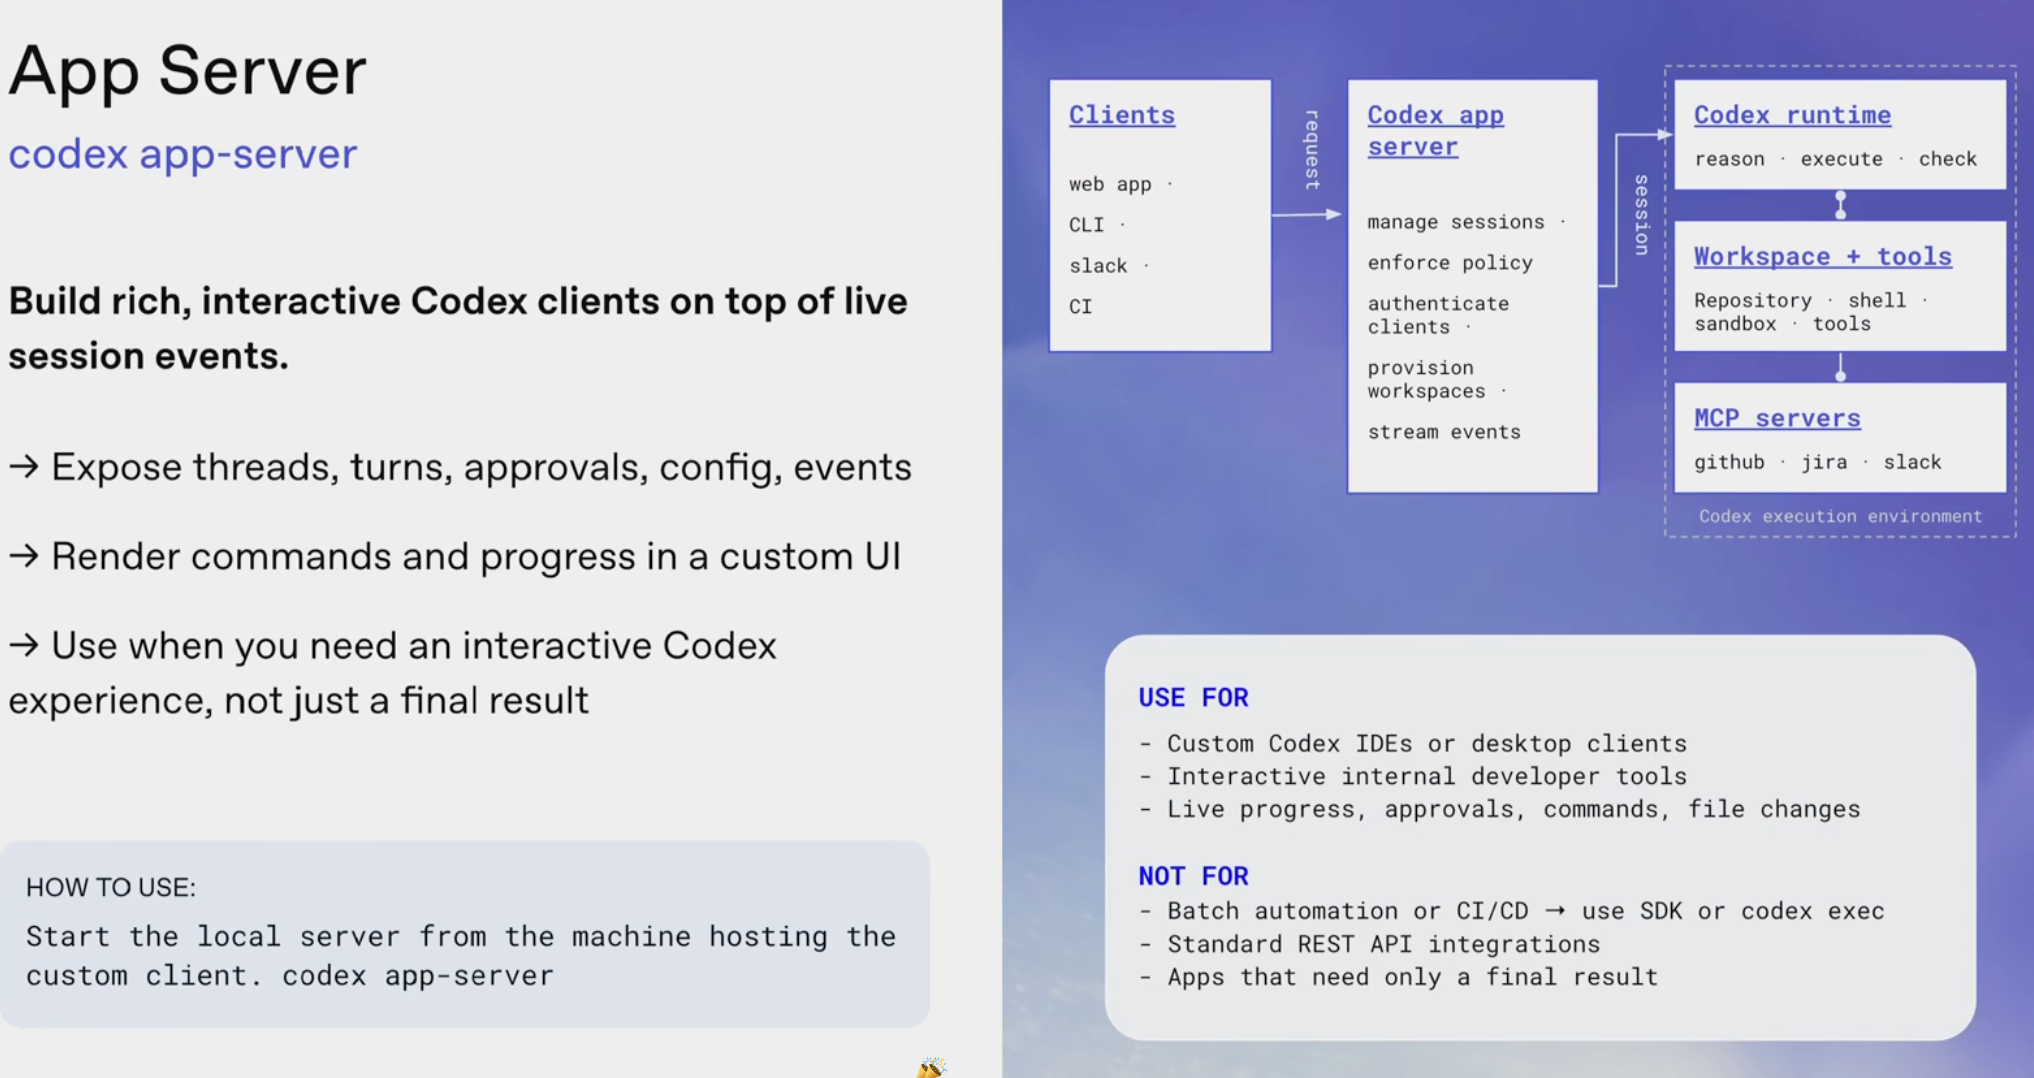 App Server
codex app-server
Build rich, interactive Codex clients on top of live
session events.
→ Expose threads, turns, approvals, config, events
→ Render commands and progress in a custom UI
→ Use when you need an interactive Codex
experience, not just a final result
HOW TO USE:
Start the local server from the machine hosting the
custom client. codex app-server
Clients
web app ·
CLI ·
slack ·
CI
request
Codex app
server
manage sessions ·
enforce policy
authenticate
clients ·
provision
workspaces ·
stream events
session
Codex runtime
reason · execute · check
Workspace + tools
Repository · shell ·
sandbox · tools
MCP servers
github · jira · slack
Codex execution environment
USE FOR
- Custom Codex IDEs or desktop clients
- Interactive internal developer tools
- Live progress, approvals, commands, file changes
NOT FOR
- Batch automation or CI/CD → use SDK or codex exec
- Standard REST API integrations
- Apps that need only a final result